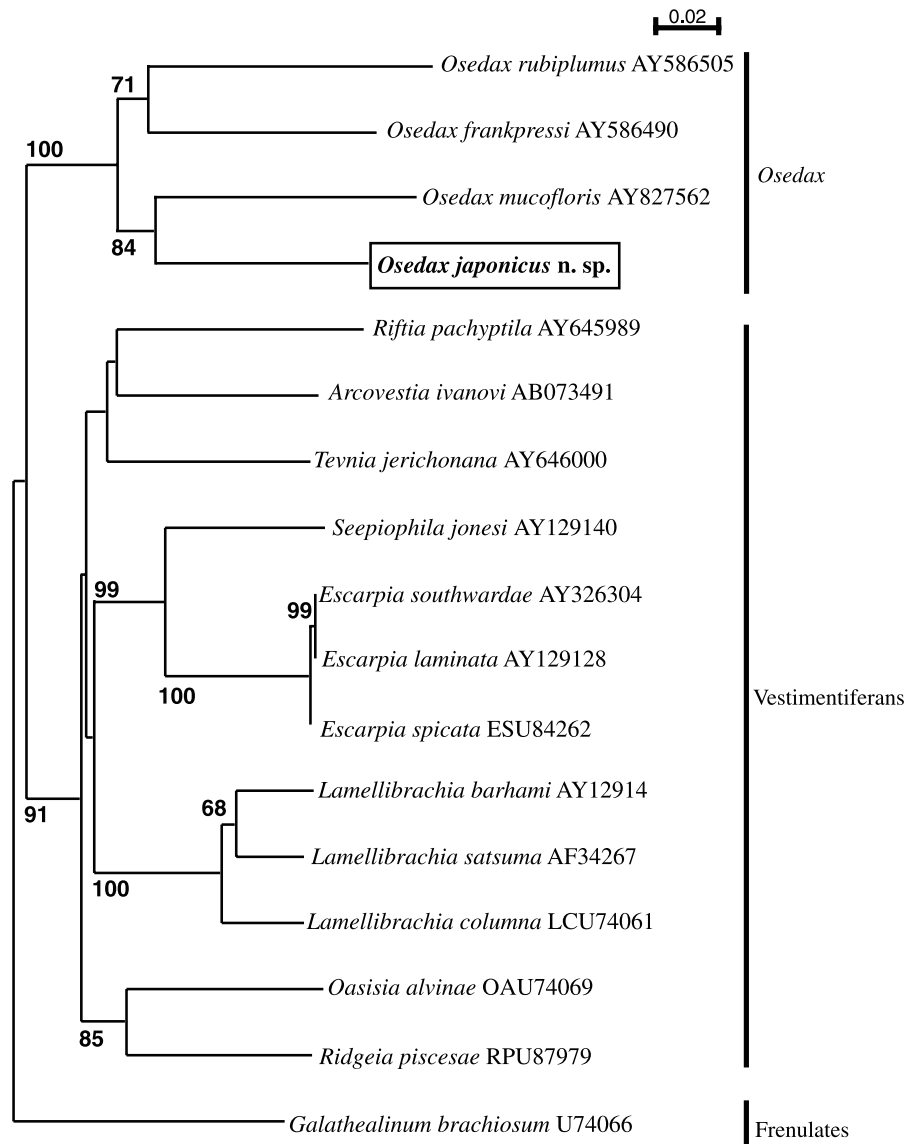 0.02
Osedax rubiplumus AY586505
71
Osedax frankpressi AY586490
100
Osedax
Osedax mucofloris AY827562
84
Osedax japonicus n. sp.
Riftia pachyptila AY645989
Arcovestia ivanovi AB073491
Tevnia jerichonana AY646000
Seepiophila jonesi AY129140
99
Escarpia southwardae AY326304
99
Escarpia laminata AY129128
100
Vestimentiferans
Escarpia spicata ESU84262
Lamellibrachia barhami AY12914
68
91
Lamellibrachia satsuma AF34267
100
Lamellibrachia columna LCU74061
Oasisia alvinae OAU74069
85
Ridgeia piscesae RPU87979
Galathealinum brachiosum U74066
Frenulates